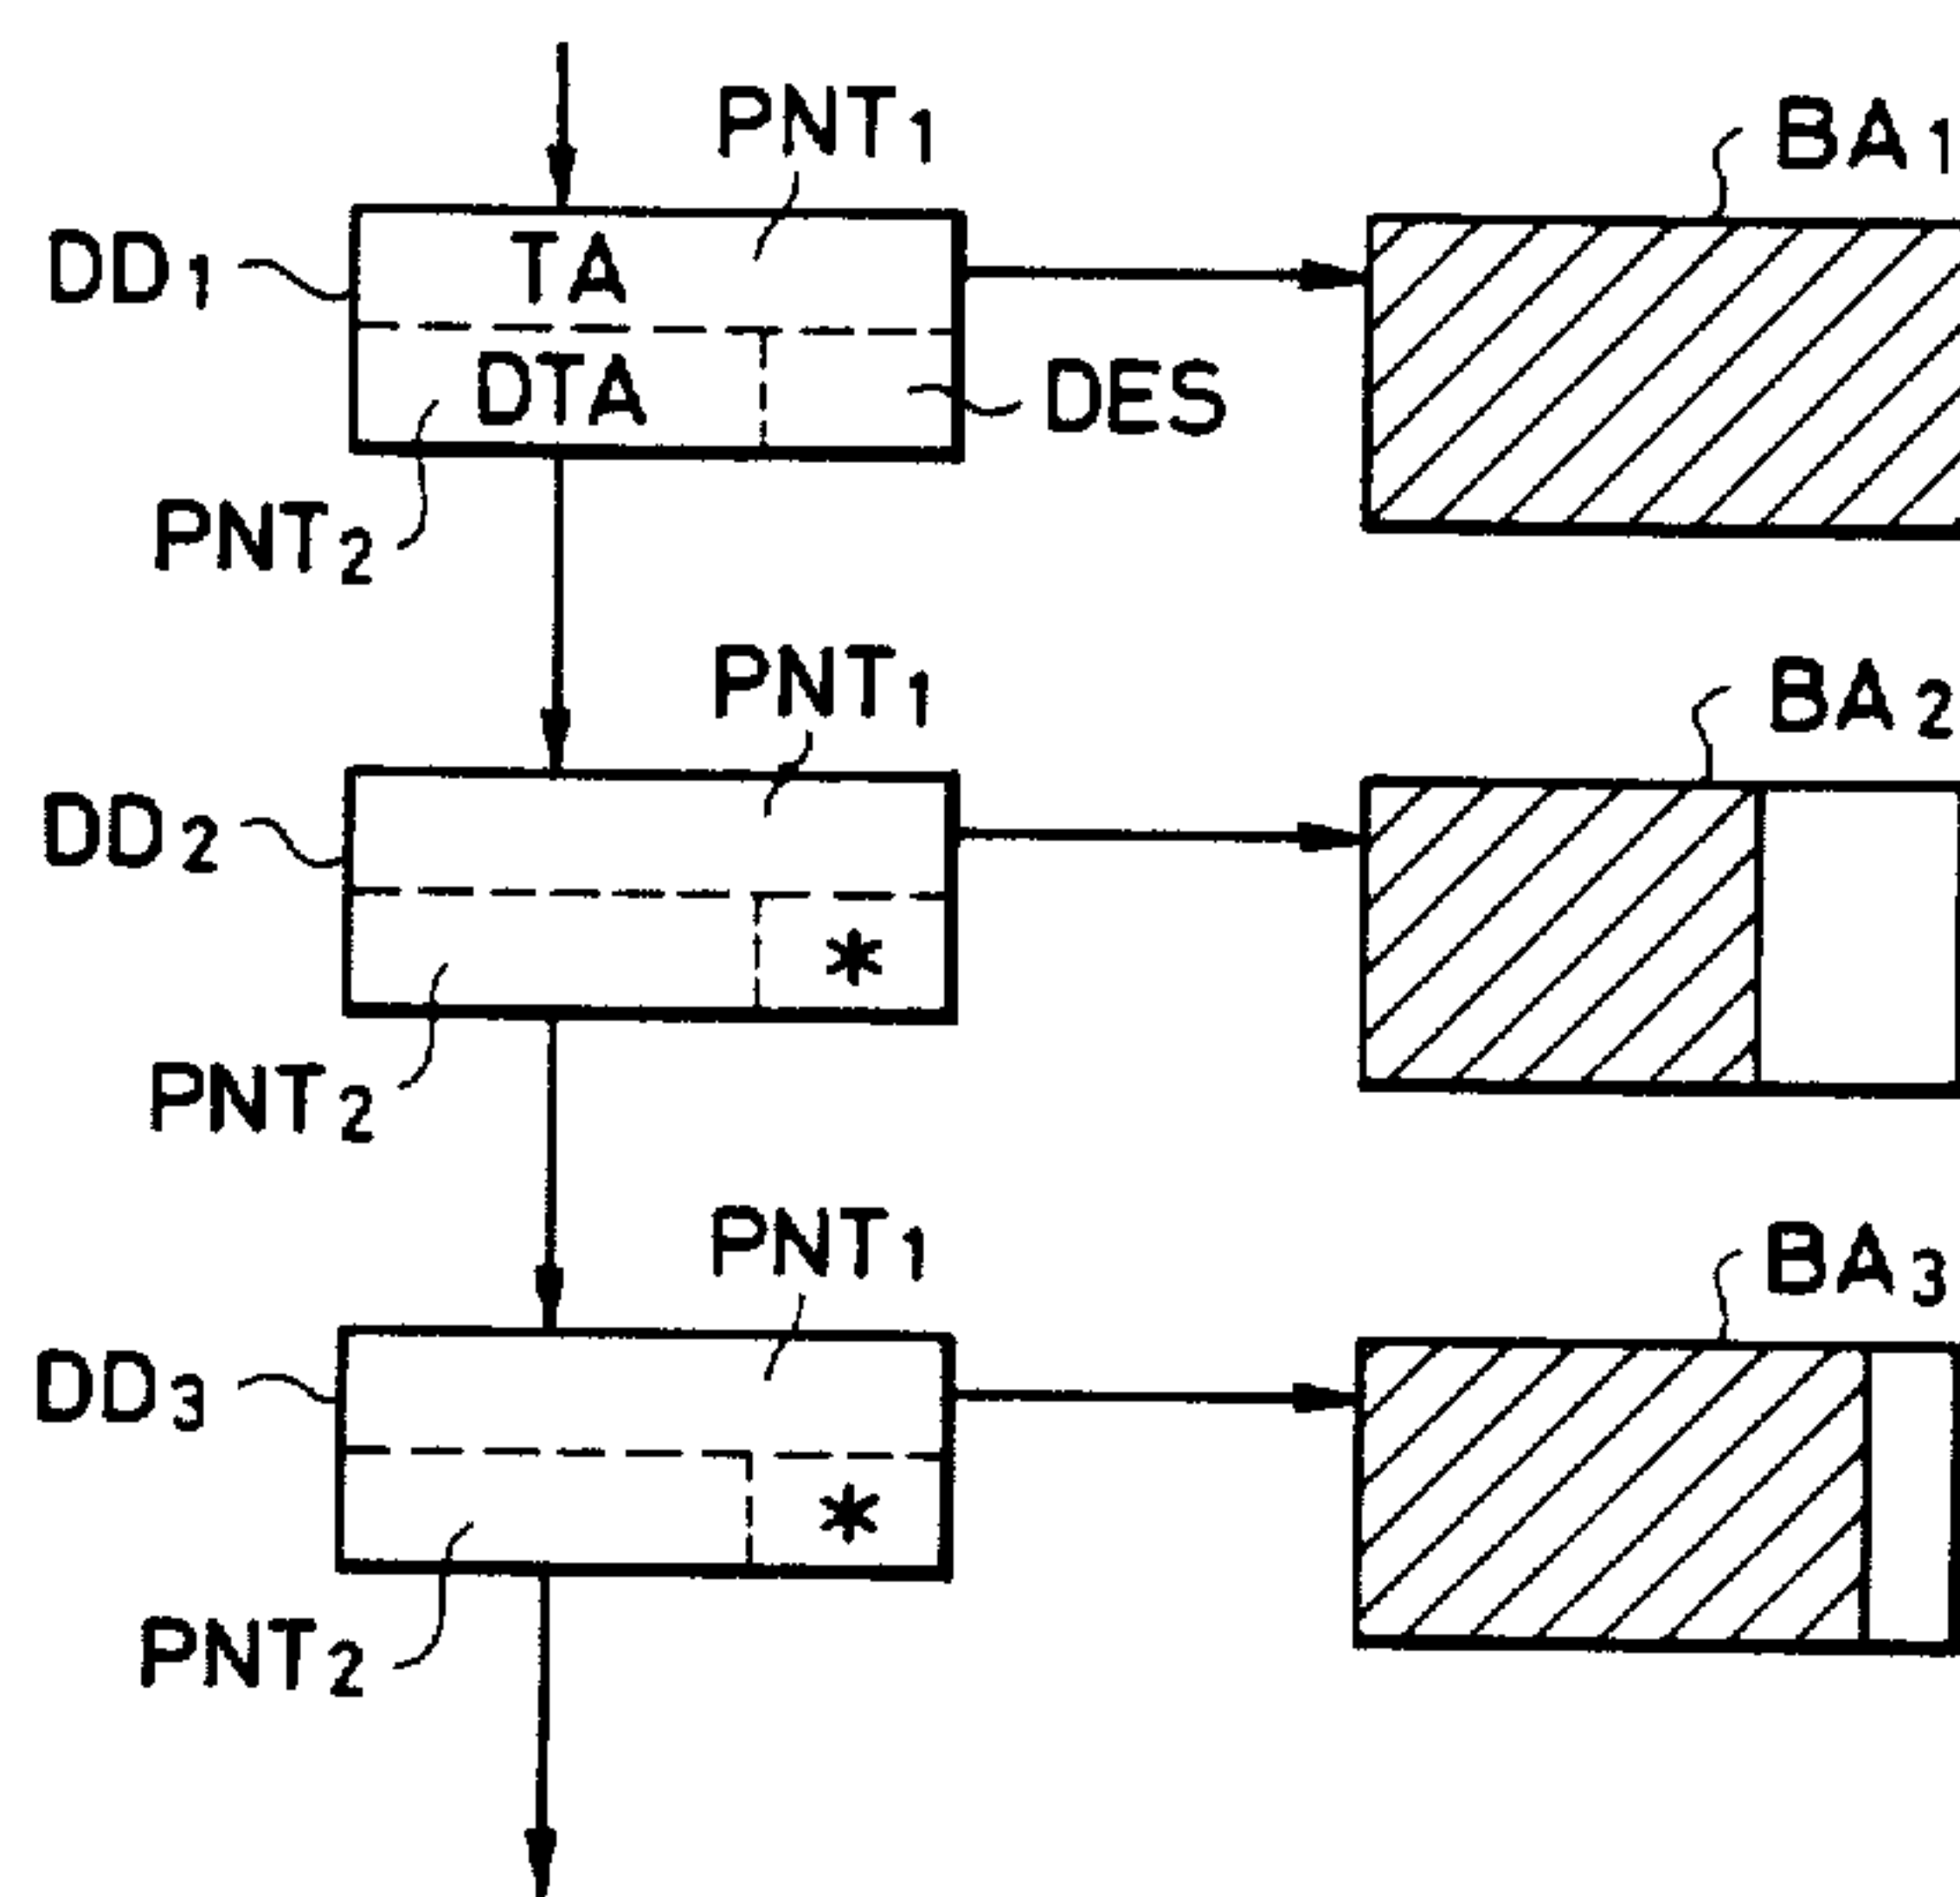 PNT1
BA1
DD1
TA
DTA
DES
PNT2
PNT1
BA2
DD2
*
PNT2
PNT1
BA3
DD3
*
PNT2